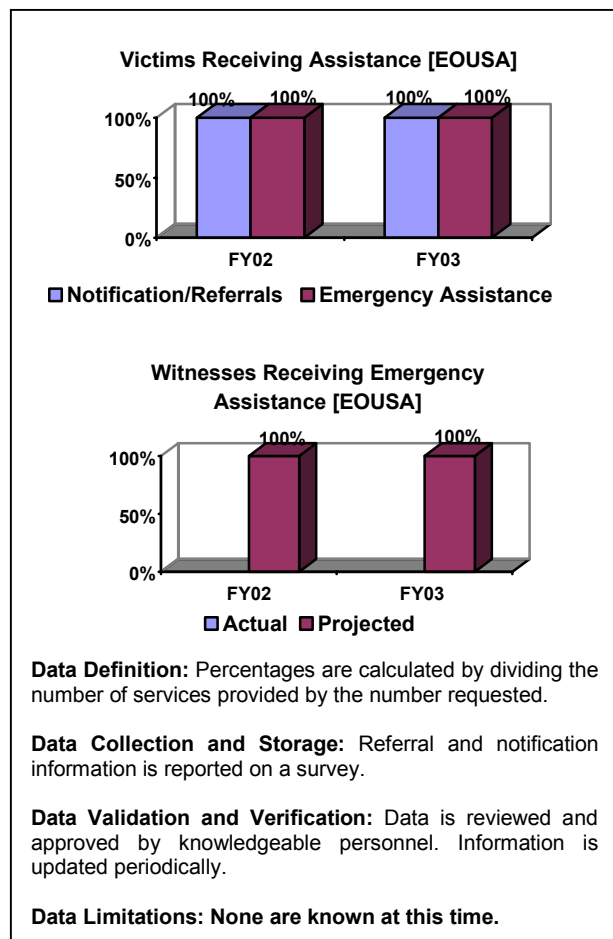 Victims Receiving Assistance [EOUSA]
100% 100% 100% 100%
100%
50%
0%
FY02 FY03
Notification/Referrals Emergency Assistance
Witnesses Receiving Emergency
Assistance [EOUSA]
100% 100%
100%
50%
0%
FY02 FY03
Actual Projected
Data Definition: Percentages are calculated by dividing the
number of services provided by the number requested.
Data Collection and Storage: Referral and notification
information is reported on a survey.
Data Validation and Verification: Data is reviewed and
approved by knowledgeable personnel. Information is
updated periodically.
Data Limitations: None are known at this time.